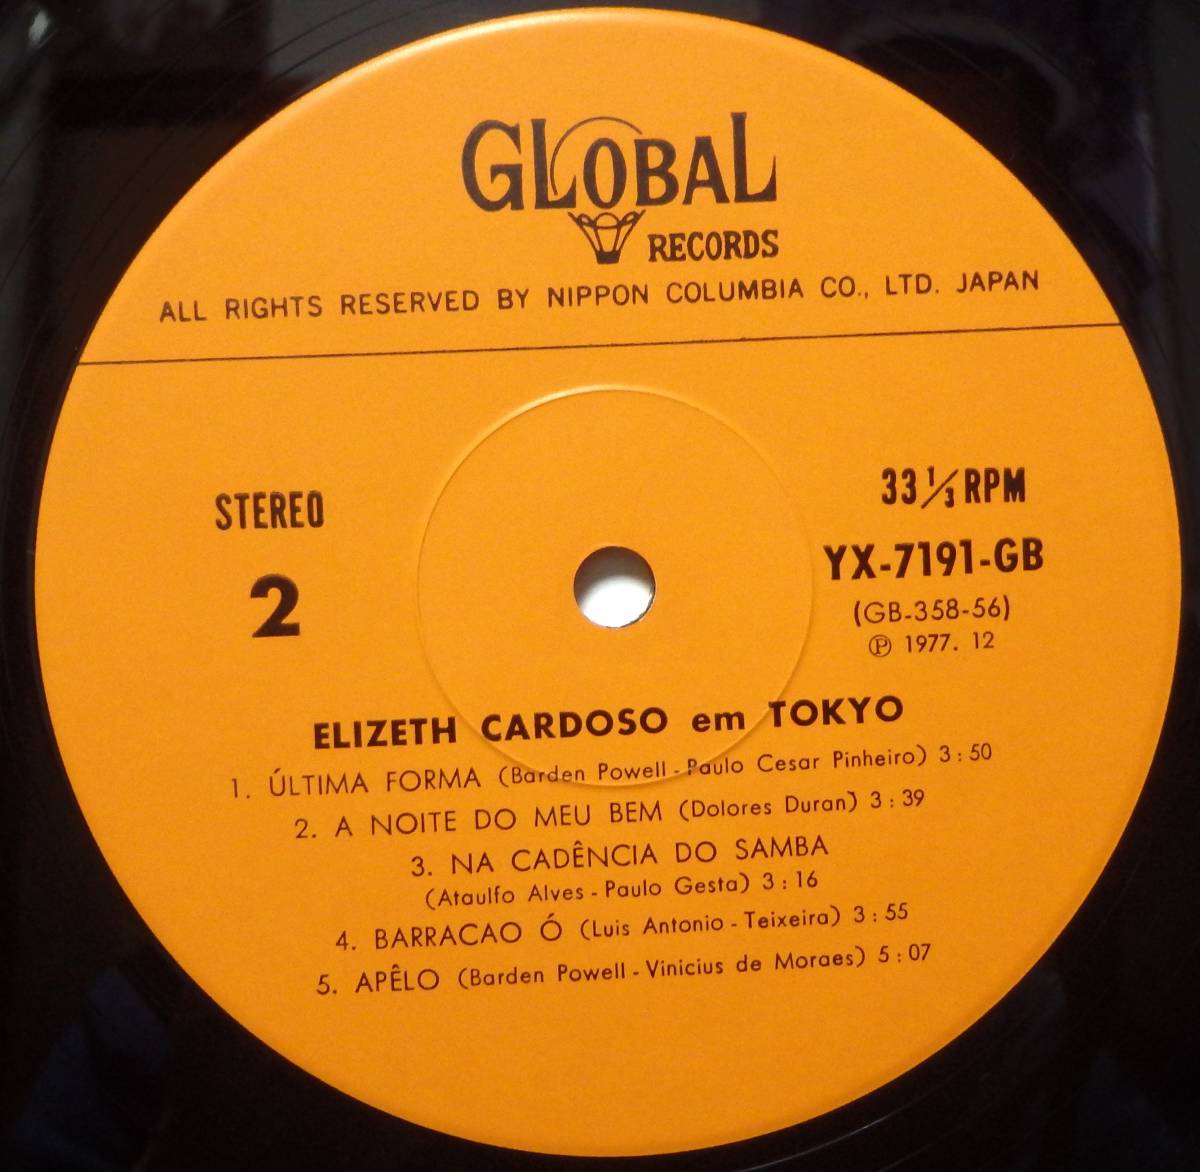 GLOBAL
RECORDS
ALL RIGHTS RESERVED BY NIPPON COLUMBIA CO., LTD. JAPAN
STEREO
2
33 1/3 RPM
YX-7191-GB
(GB-358-56)
Ⓟ 1977. 12
ELIZETH CARDOSO em TOKYO
1. ÚLTIMA FORMA (Barden Powell - Paulo Cesar Pinheiro) 3 : 50
2. A NOITE DO MEU BEM (Dolores Duran) 3 : 39
3. NA CADÊNCIA DO SAMBA
(Ataulfo Alves - Paulo Gesta) 3 : 16
4. BARRACAO Ó (Luis Antonio - Teixeira) 3 : 55
5. APÊLO (Barden Powell - Vinicius de Moraes) 5 : 07